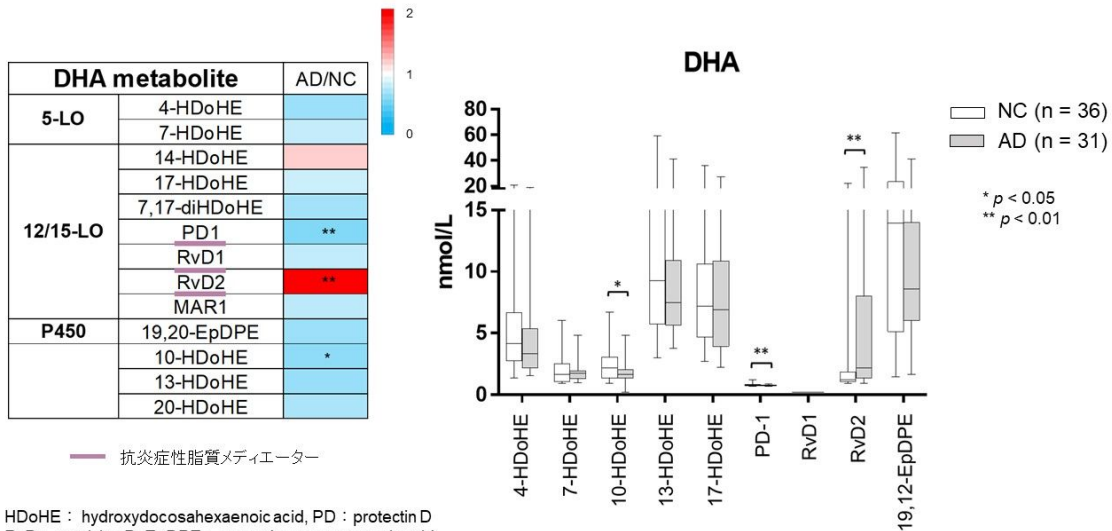 DHA
2
1
0
DHA metabolite AD/NC
5-LO
4-HDoHE
7-HDoHE
12/15-LO
14-HDoHE
17-HDoHE
7,17-diHDoHE
PD1 **
RvD1
RvD2 **
MAR1
P450 19,20-EpDPE
10-HDoHE *
13-HDoHE
20-HDoHE
抗炎症性脂質メディエーター
nmol/L
80
60
40
20
15
10
5
0
*
**
**
4-HDoHE
7-HDoHE
10-HDoHE
13-HDoHE
17-HDoHE
PD-1
RvD1
RvD2
19,12-EpDPE
NC (n = 36)
AD (n = 31)
* p < 0.05
** p < 0.01
HDoHE : hydroxydocosahexaenoic acid, PD : protectin D